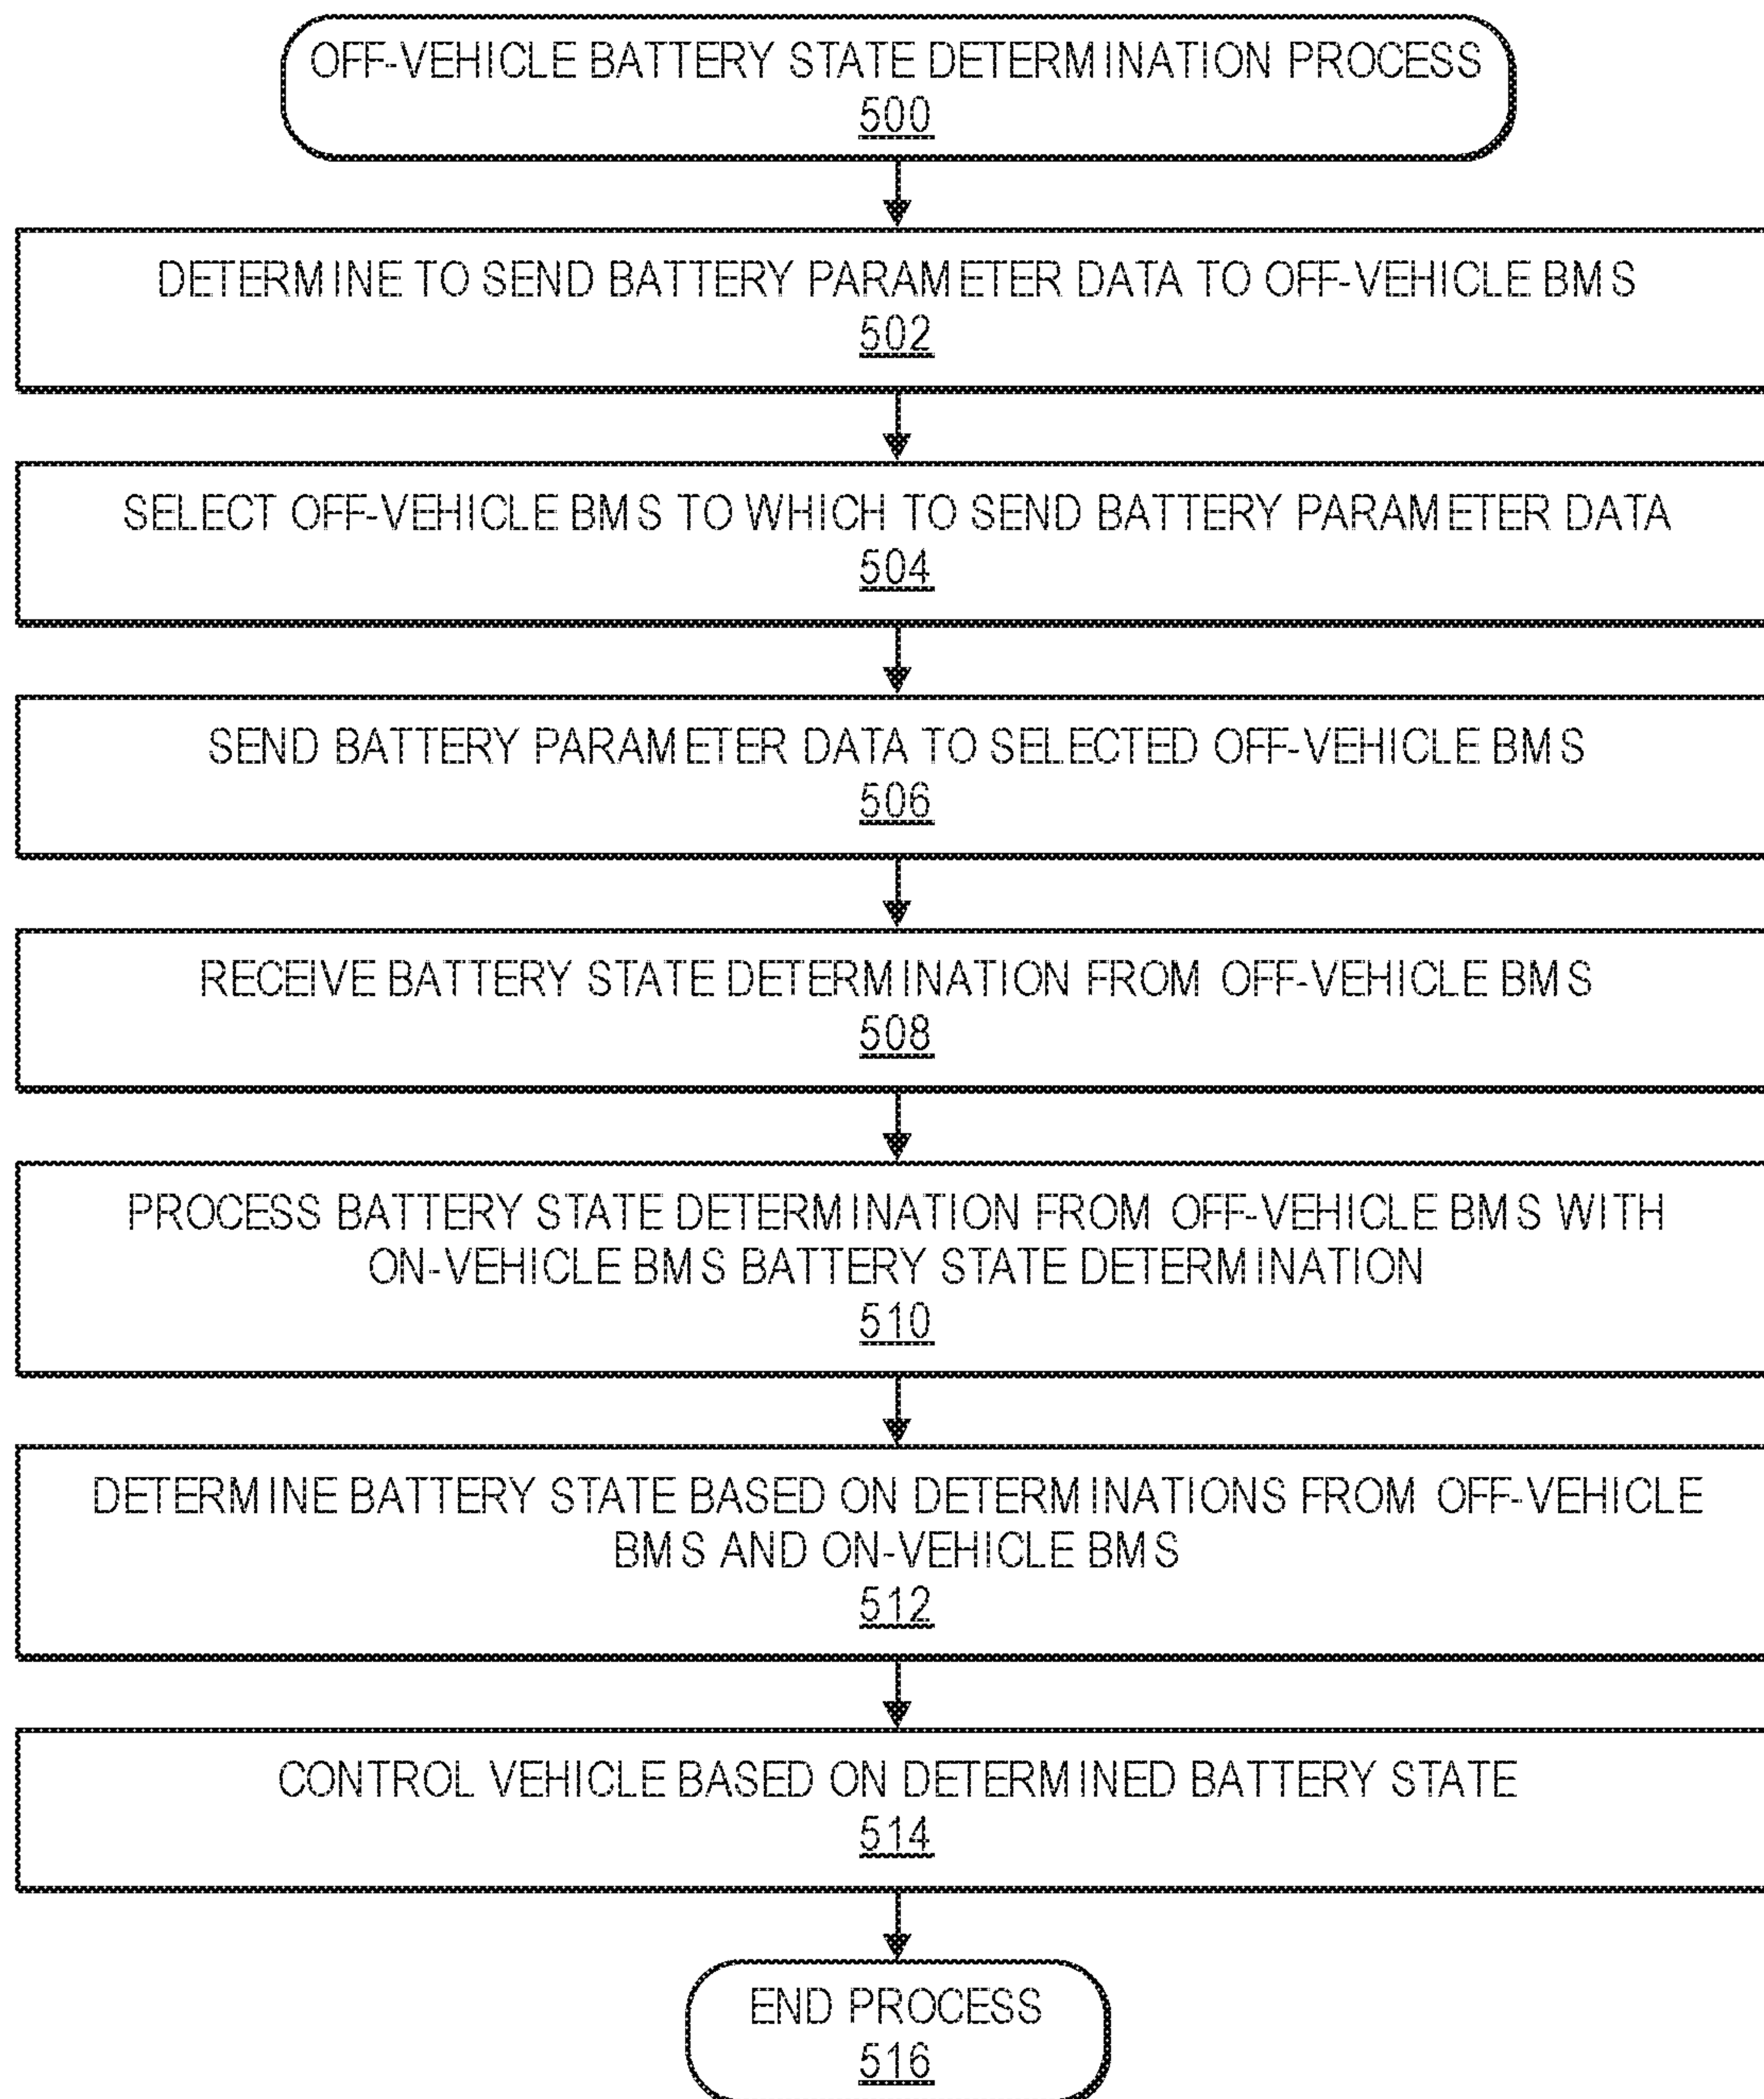 OFF-VEHICLE BATTERY STATE DETERMINATION PROCESS
500
DETERMINE TO SEND BATTERY PARAMETER DATA TO OFF-VEHICLE BMS
502
SELECT OFF-VEHICLE BMS TO WHICH TO SEND BATTERY PARAMETER DATA
504
SEND BATTERY PARAMETER DATA TO SELECTED OFF-VEHICLE BMS
506
RECEIVE BATTERY STATE DETERMINATION FROM OFF-VEHICLE BMS
508
PROCESS BATTERY STATE DETERMINATION FROM OFF-VEHICLE BMS WITH
ON-VEHICLE BMS BATTERY STATE DETERMINATION
510
DETERMINE BATTERY STATE BASED ON DETERMINATIONS FROM OFF-VEHICLE
BMS AND ON-VEHICLE BMS
512
CONTROL VEHICLE BASED ON DETERMINED BATTERY STATE
514
END PROCESS
516